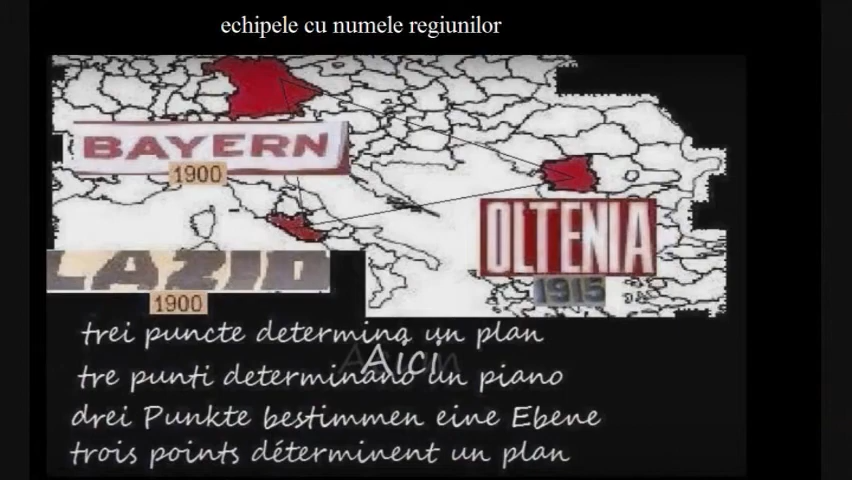 echipele cu numele regiunilor
BAYERN
1900
OLTENIA
1915
LAZIO
1900
trei puncte determina un plan
Aici
tre punti determinano un piano
drei Punkte bestimmen eine Ebene
trois points déterminent un plan